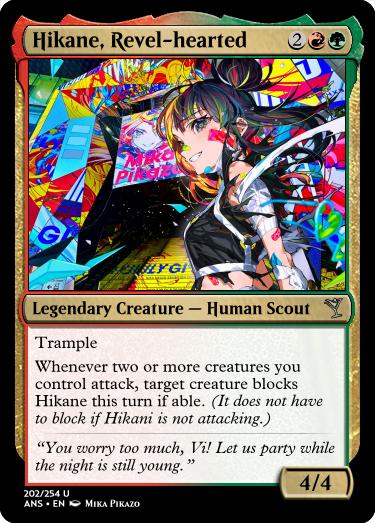 Hikane, Revel-hearted 2
MIKO
PiKAZO
Legendary Creature — Human Scout
Trample
Whenever two or more creatures you
control attack, target creature blocks
Hikane this turn if able. (It does not have
to block if Hikani is not attacking.)
“You worry too much, Vi! Let us party while
the night is still young.”
4/4
202/254 U
ANS • EN Mika Pikazo